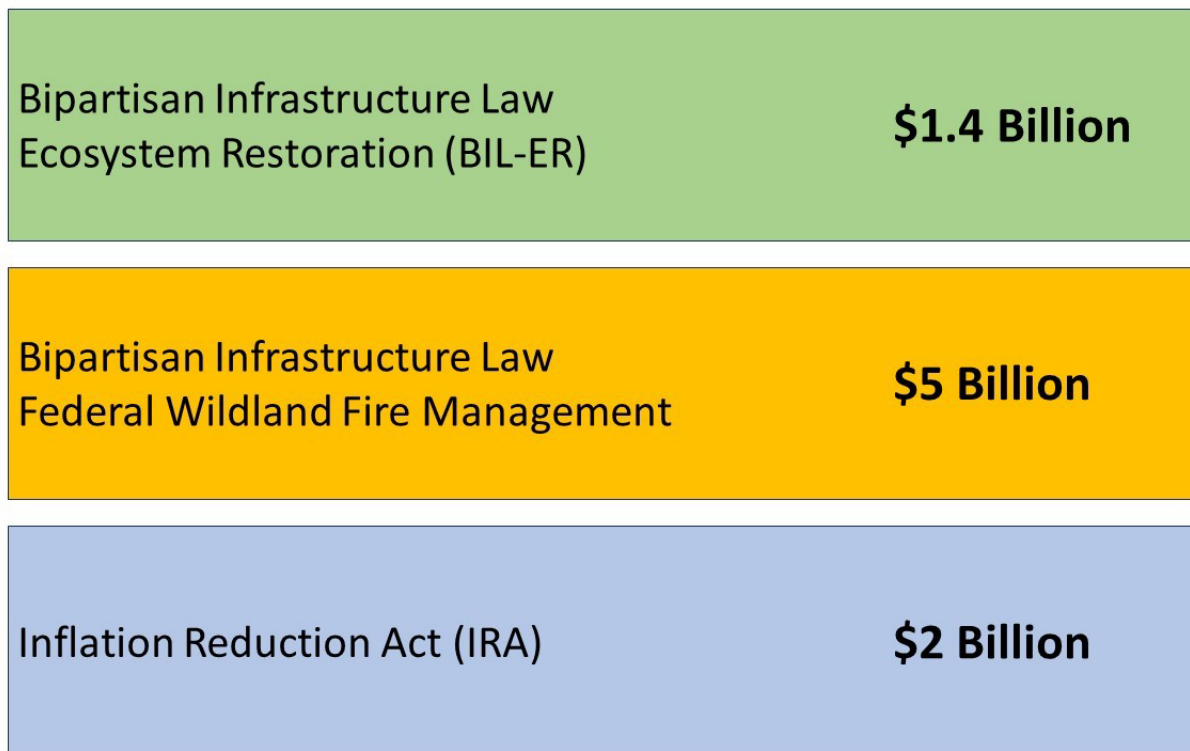 Bipartisan Infrastructure Law
Ecosystem Restoration (BIL-ER)
$1.4 Billion
Bipartisan Infrastructure Law
Federal Wildland Fire Management
$5 Billion
Inflation Reduction Act (IRA)
$2 Billion